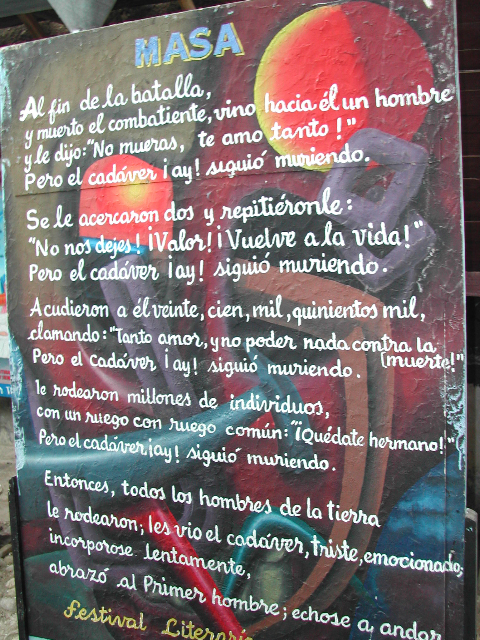 MASA
Al fin de la batalla,
y muerto el combatiente, vino hacia él un hombre
y le dijo: "No mueras, te amo tanto!"
Pero el cadáver ¡ay! siguió muriendo.
Se le acercaron dos y repitiéronle:
"No nos dejes! ¡Valor! ¡Vuelve a la vida!"
Pero el cadáver ¡ay! siguió muriendo.
Acudieron a él veinte, cien, mil, quinientos mil,
clamando: "Tanto amor, y no poder nada contra la
(muerte!"
Pero el cadáver ¡ay! siguió muriendo.
le rodearon millones de individuos,
con un ruego con ruego común: "¡Quédate hermano!"
Pero el cadáver ¡ay! siguió muriendo.
Entonces, todos los hombres de la tierra
le rodearon; les vio el cadáver, triste, emocionado;
incorporose lentamente,
abrazó al Primer hombre; echose a andar
Festival Literario